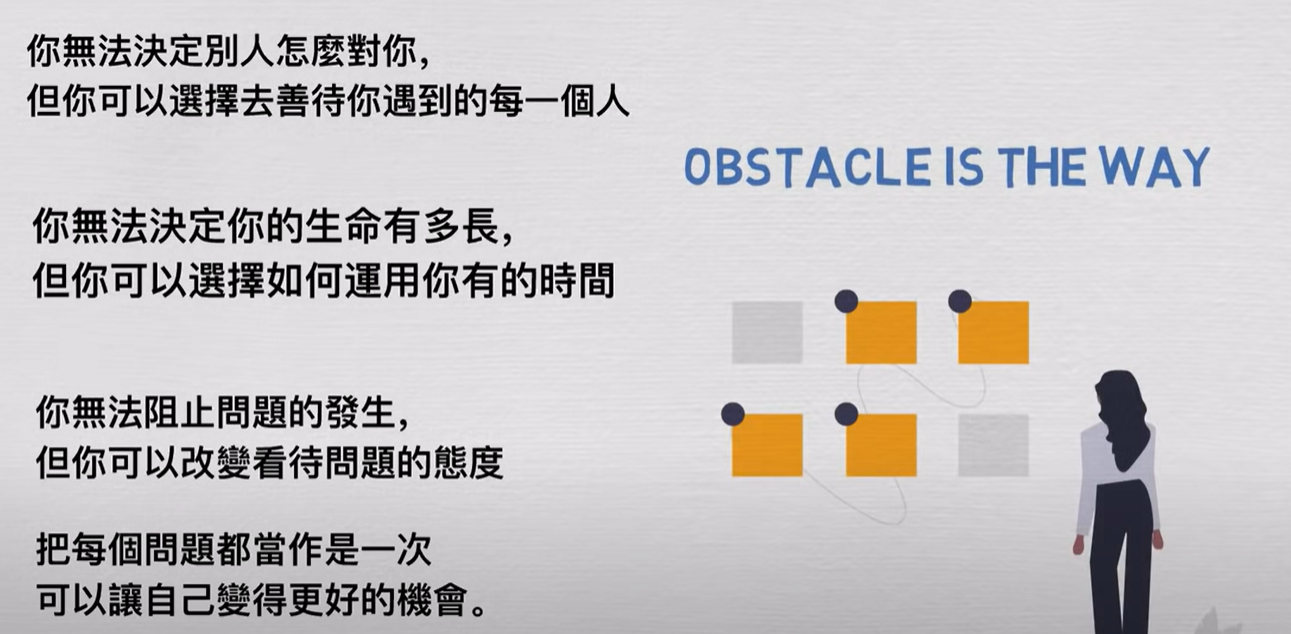 你無法決定別人怎麼對你，
但你可以選擇去善待你遇到的每一個人
OBSTACLE IS THE WAY
你無法決定你的生命有多長，
但你可以選擇如何運用你有的時間
你無法阻止問題的發生，
但你可以改變看待問題的態度
把每個問題都當作是一次
可以讓自己變得更好的機會。